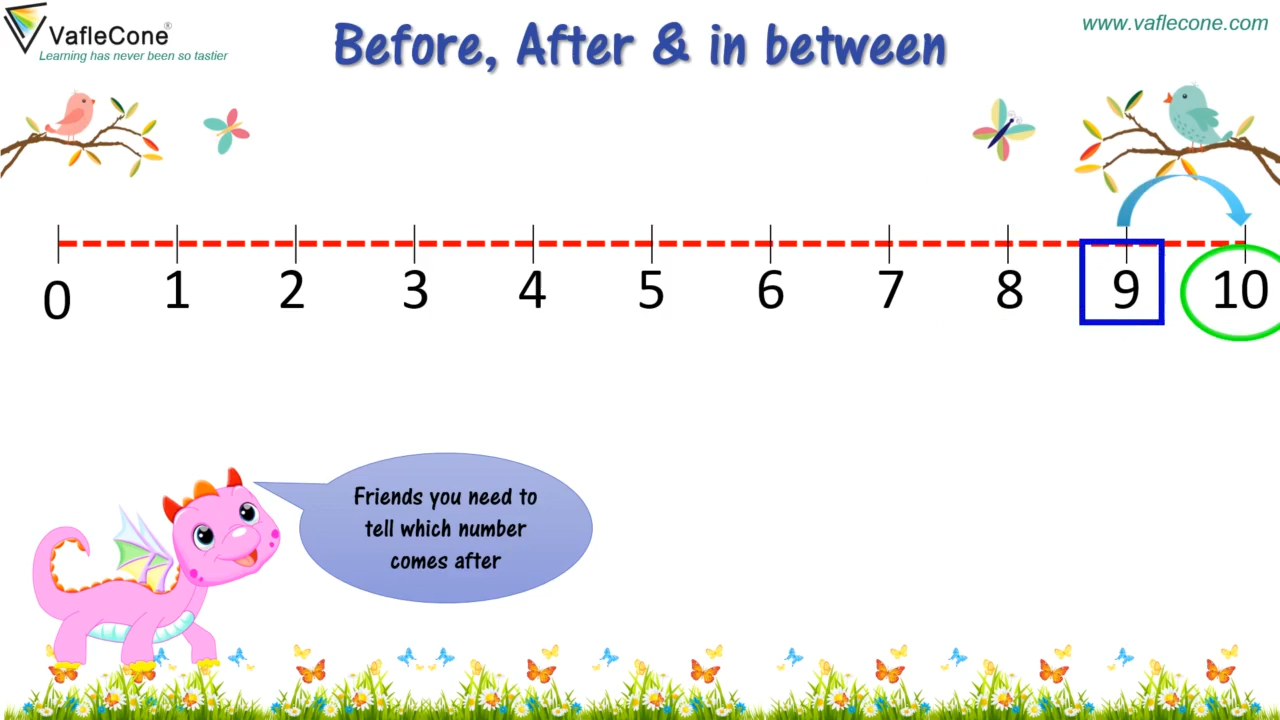 VafleCone®
Learning has never been so tastier
Before, After & in between
www.vaflecone.com
0 1 2 3 4 5 6 7 8 9 10
Friends you need to
tell which number
comes after